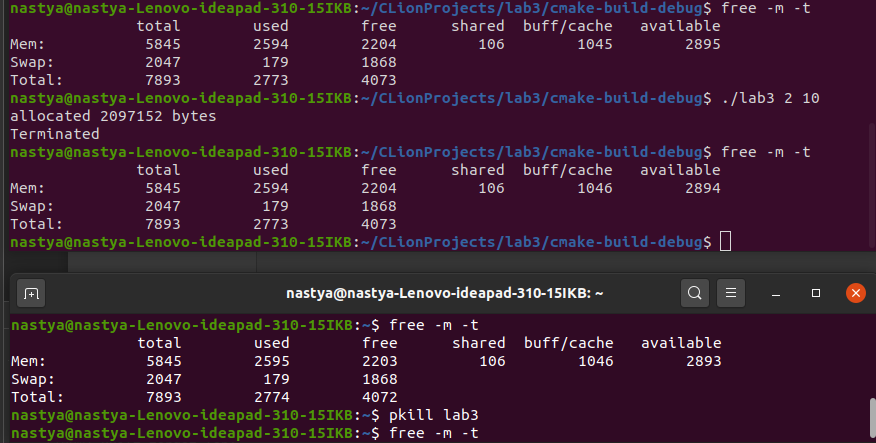 nastya@nastya-Lenovo-ideapad-310-15IKB:~/CLionProjects/lab3/cmake-build-debug$ free -m -t
total used free shared buff/cache available
Mem: 5845 2594 2204 106 1045 2895
Swap: 2047 179 1868
Total: 7893 2773 4073
nastya@nastya-Lenovo-ideapad-310-15IKB:~/CLionProjects/lab3/cmake-build-debug$ ./lab3 2 10
allocated 2097152 bytes
Terminated
nastya@nastya-Lenovo-ideapad-310-15IKB:~/CLionProjects/lab3/cmake-build-debug$ free -m -t
total used free shared buff/cache available
Mem: 5845 2594 2204 106 1046 2894
Swap: 2047 179 1868
Total: 7893 2773 4073
nastya@nastya-Lenovo-ideapad-310-15IKB:~/CLionProjects/lab3/cmake-build-debug$
nastya@nastya-Lenovo-ideapad-310-15IKB: ~
nastya@nastya-Lenovo-ideapad-310-15IKB:~$ free -m -t
total used free shared buff/cache available
Mem: 5845 2595 2203 106 1046 2893
Swap: 2047 179 1868
Total: 7893 2774 4072
nastya@nastya-Lenovo-ideapad-310-15IKB:~$ pkill lab3
nastya@nastya-Lenovo-ideapad-310-15IKB:~$ free -m -t